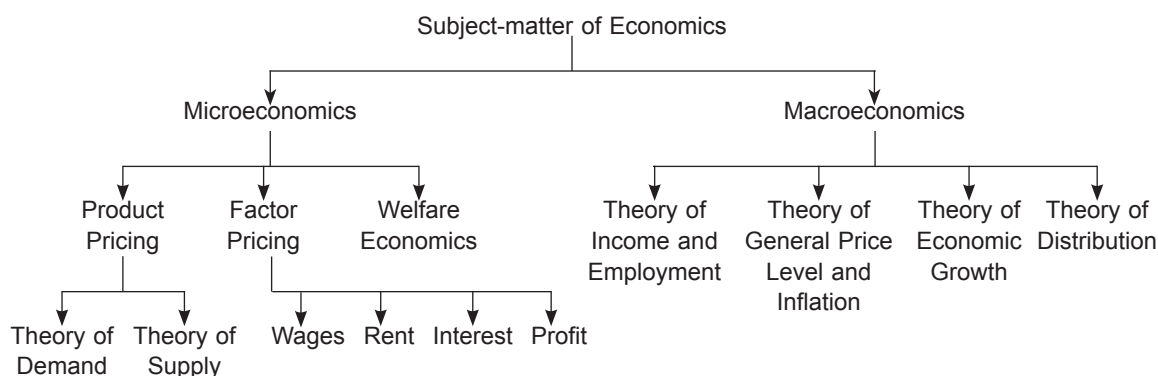 Subject-matter of Economics
Microeconomics
Macroeconomics
Product
Pricing
Factor
Pricing
Welfare
Economics
Theory of
Income and
Employment
Theory of
General Price
Level and
Inflation
Theory of
Economic
Growth
Theory of
Distribution
Theory of
Demand
Theory of
Supply
Wages
Rent
Interest
Profit